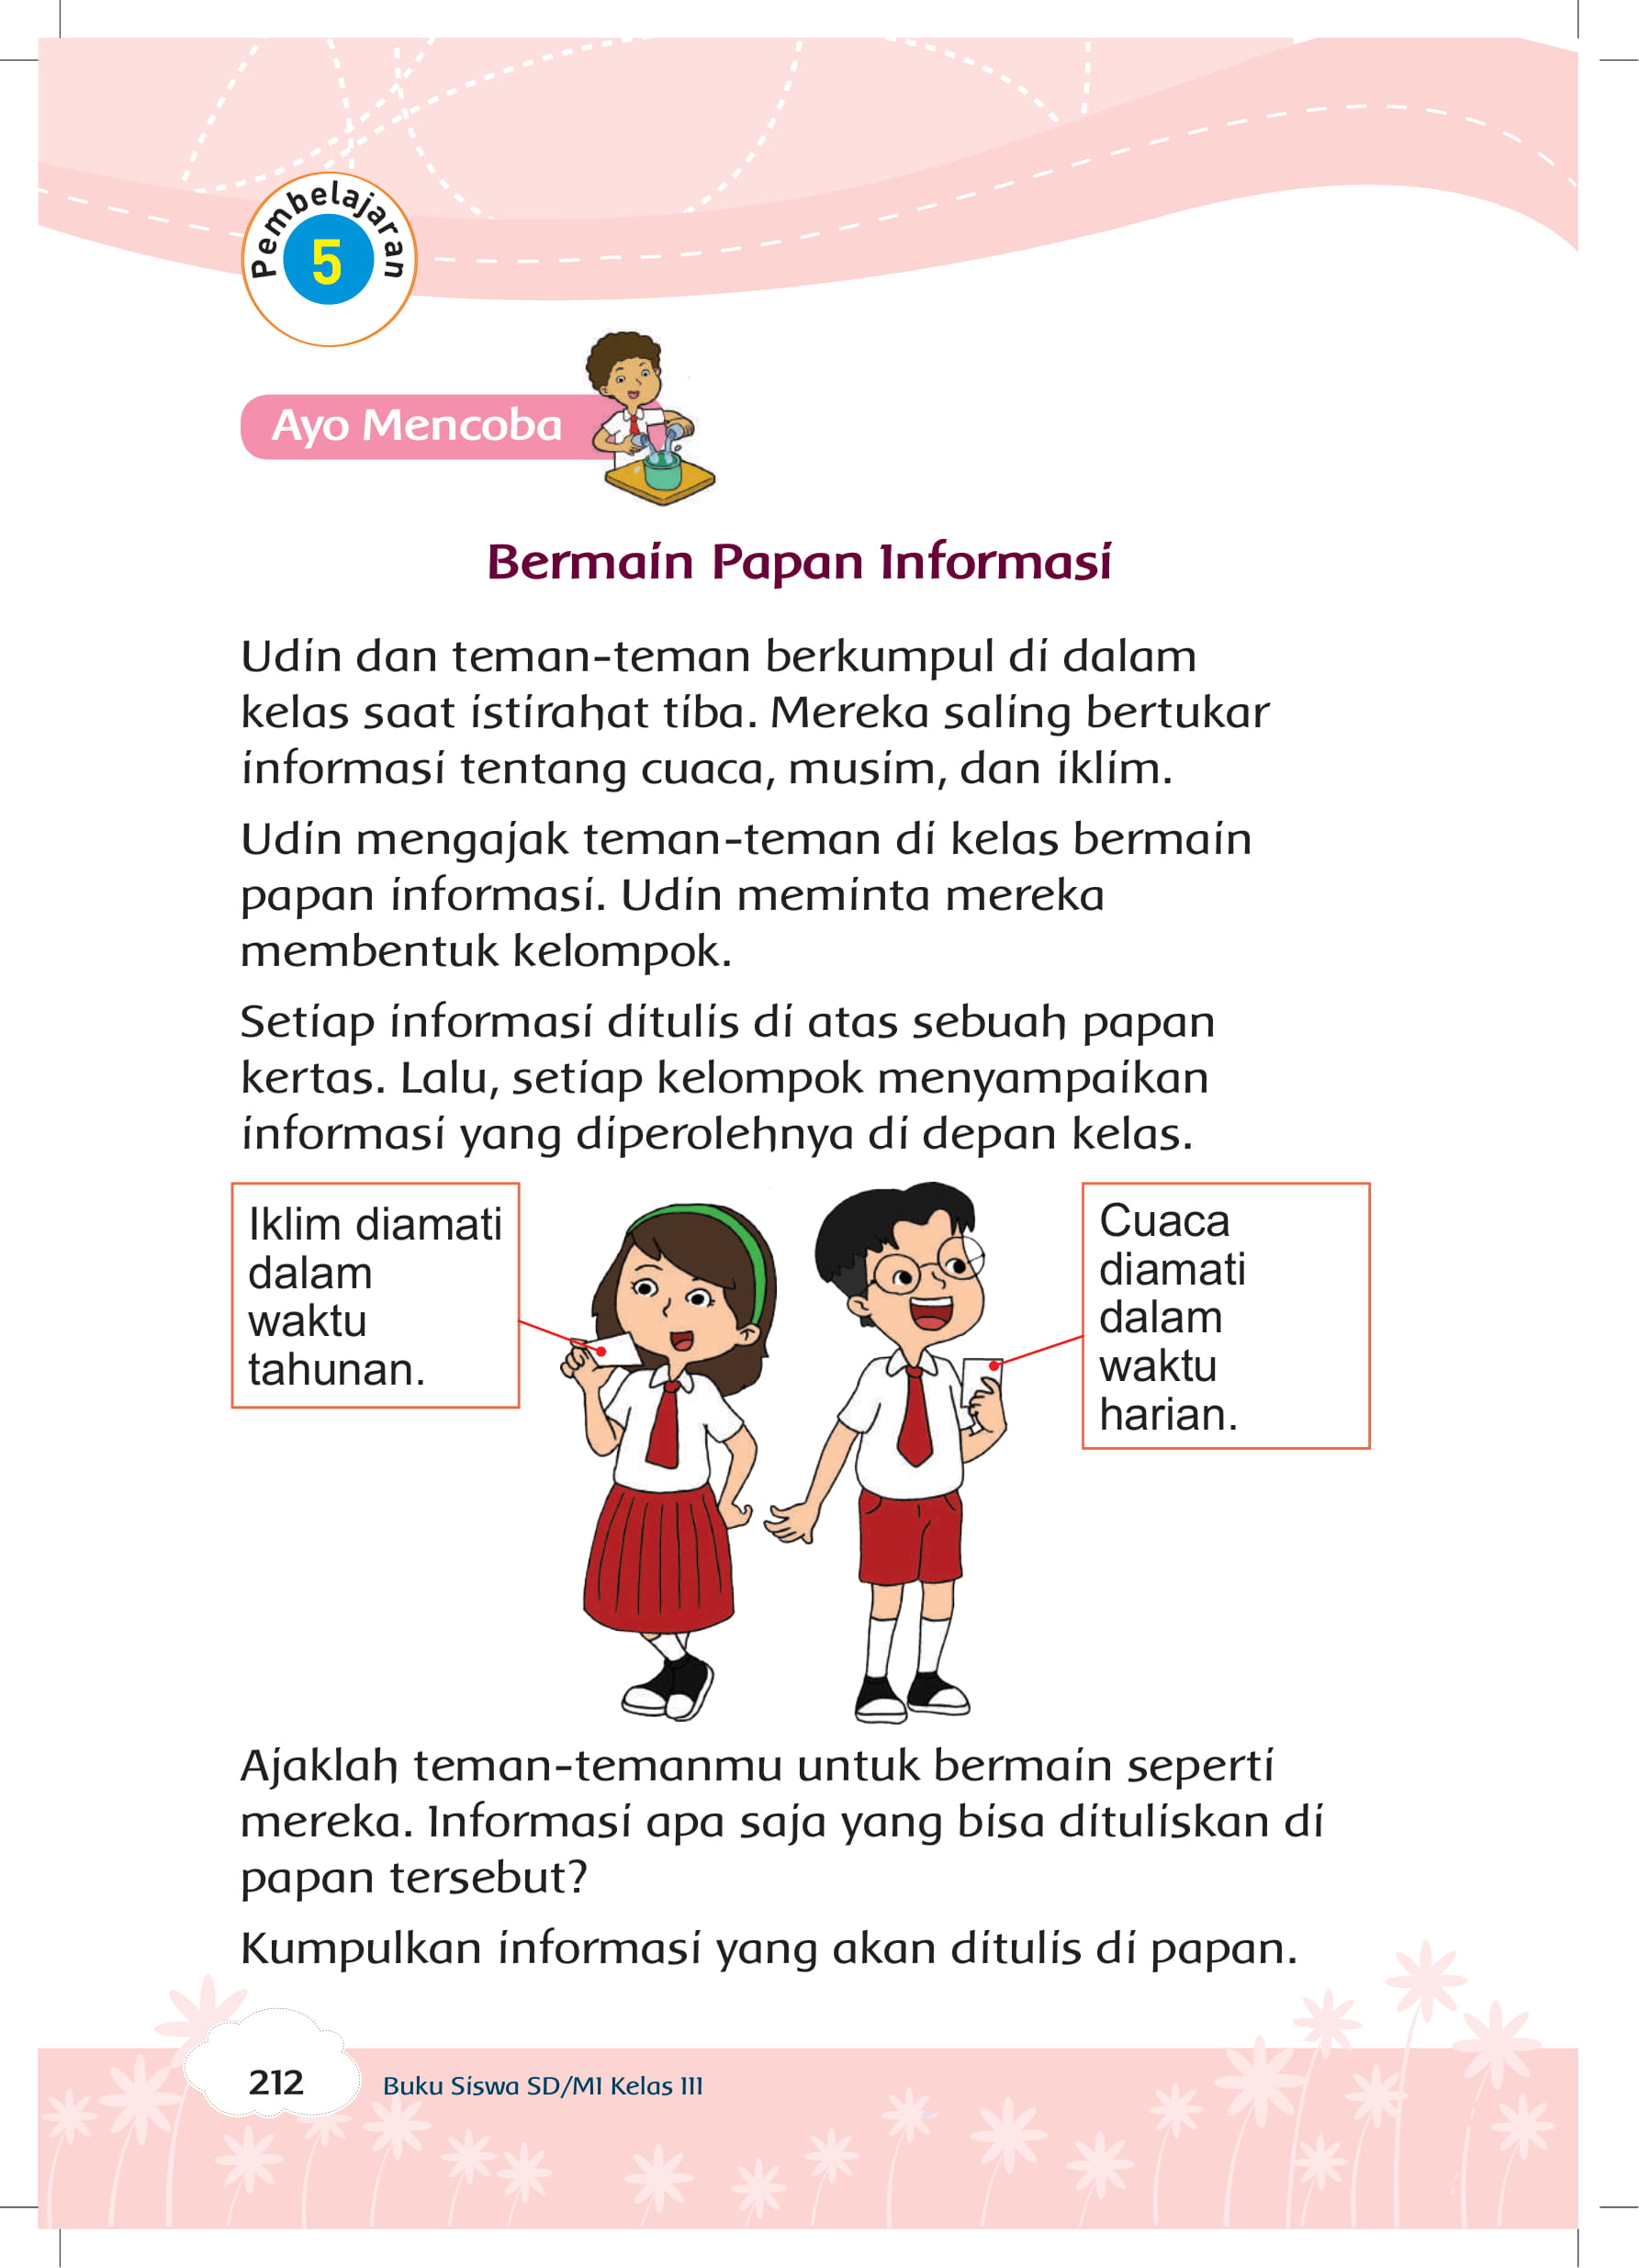 Pembelajaran
5
Ayo Mencoba
Bermain Papan Informasi
Udin dan teman-teman berkumpul di dalam
kelas saat istirahat tiba. Mereka saling bertukar
informasi tentang cuaca, musim, dan iklim.
Udin mengajak teman-teman di kelas bermain
papan informasi. Udin meminta mereka
membentuk kelompok.
Setiap informasi ditulis di atas sebuah papan
kertas. Lalu, setiap kelompok menyampaikan
informasi yang diperolehnya di depan kelas.
Iklim diamati
dalam
waktu
tahunan.
Cuaca
diamati
dalam
waktu
harian.
Ajaklah teman-temanmu untuk bermain seperti
mereka. Informasi apa saja yang bisa dituliskan di
papan tersebut?
Kumpulkan informasi yang akan ditulis di papan.
212
Buku Siswa SD/MI Kelas III